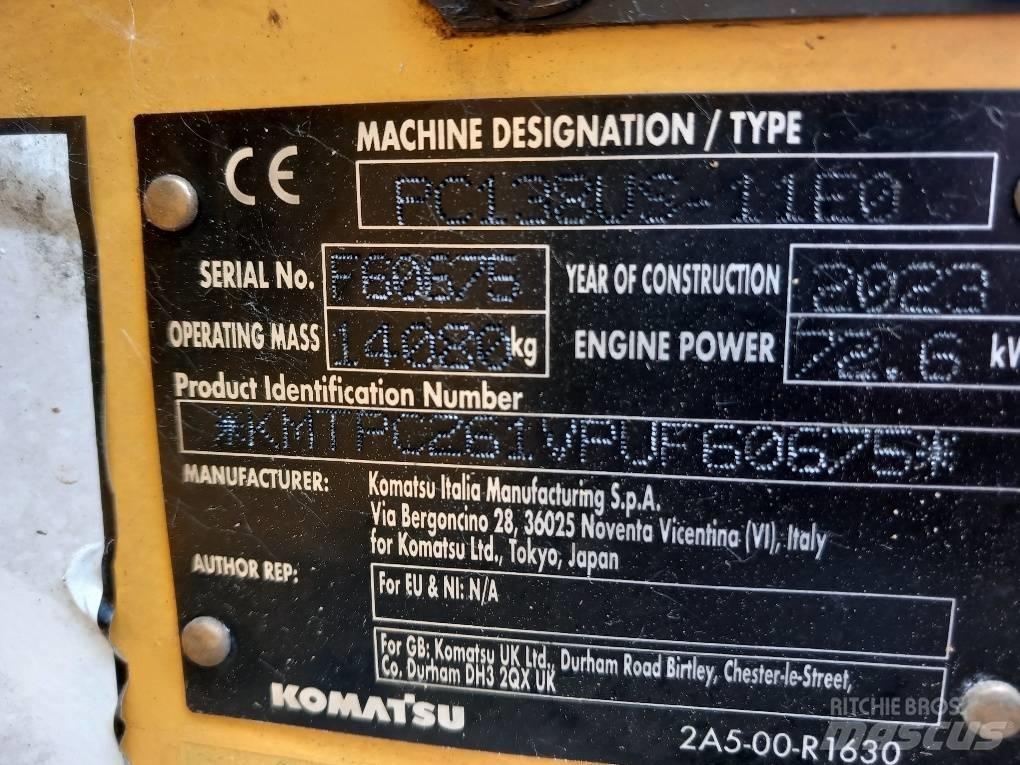 CE
MACHINE DESIGNATION / TYPE
PC138US-11E0
SERIAL No. F60675 YEAR OF CONSTRUCTION 2023
OPERATING MASS 14080 kg ENGINE POWER 72.6 kW
Product Identification Number
*KMTPCZ61VPUF60675*
MANUFACTURER: Komatsu Italia Manufacturing S.p.A.
Via Bergoncino 28, 36025 Noventa Vicentina (VI), Italy
for Komatsu Ltd., Tokyo, Japan
AUTHOR REP: For EU & NI: N/A
For GB: Komatsu UK Ltd., Durham Road Birtley, Chester-le-Street,
Co. Durham DH3 2QX UK
KOMATSU
2A5-00-R1630
RITCHIE BROS
MASCUS